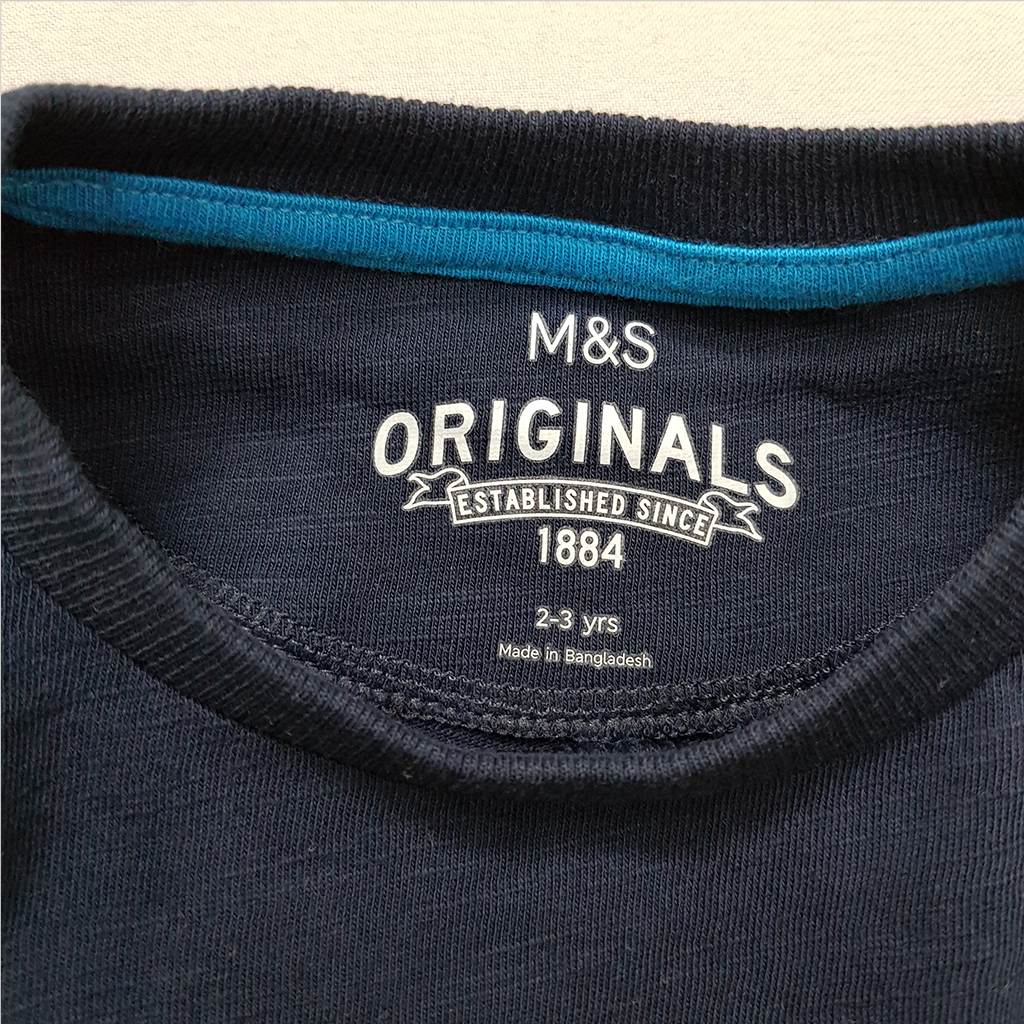 M&S
ORIGINALS
ESTABLISHED SINCE
1884
2-3 yrs
Made in Bangladesh